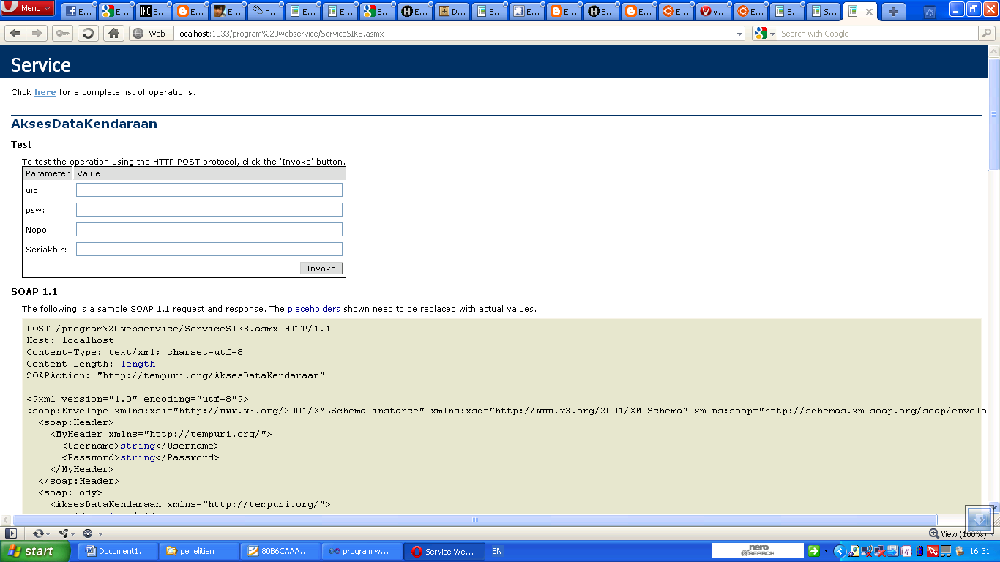 Menu
E...
E...
E...
E...
E...
h...
E...
E...
E...
E...
D...
E...
E...
E...
E...
E...
E...
V...
E...
S...
S...
Web
localhost:1033/program%20webservice/ServiceSIKB.asmx
Search with Google
Service
Click here for a complete list of operations.
AksesDataKendaraan
Test
To test the operation using the HTTP POST protocol, click the 'Invoke' button.
Parameter Value
uid:
psw:
Nopol:
Seriakhir:
Invoke
SOAP 1.1
The following is a sample SOAP 1.1 request and response. The placeholders shown need to be replaced with actual values.
POST /program%20webservice/ServiceSIKB.asmx HTTP/1.1
Host: localhost
Content-Type: text/xml; charset=utf-8
Content-Length: length
SOAPAction: "http://tempuri.org/AksesDataKendaraan"
<?xml version="1.0" encoding="utf-8"?>
<soap:Envelope xmlns:xsi="http://www.w3.org/2001/XMLSchema-instance" xmlns:xsd="http://www.w3.org/2001/XMLSchema" xmlns:soap="http://schemas.xmlsoap.org/soap/envelo
<soap:Header>
<MyHeader xmlns="http://tempuri.org/">
<Username>string</Username>
<Password>string</Password>
</MyHeader>
</soap:Header>
<soap:Body>
<AksesDataKendaraan xmlns="http://tempuri.org/">
View (100%)
start
Document1...
penelitian
80B6CAAA...
program w...
Service We...
EN
nero
SEARCH
16:31